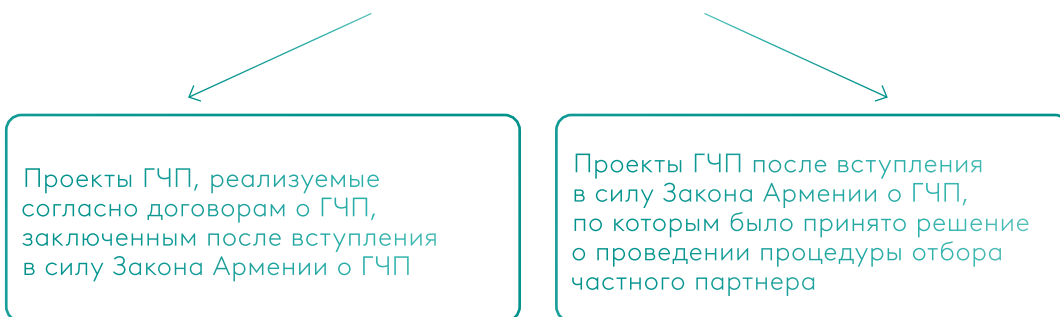 Проекты ГЧП, реализуемые
согласно договорам о ГЧП,
заключенным после вступления
в силу Закона Армении о ГЧП
Проекты ГЧП после вступления
в силу Закона Армении о ГЧП,
по которым было принято решение
о проведении процедуры отбора
частного партнера